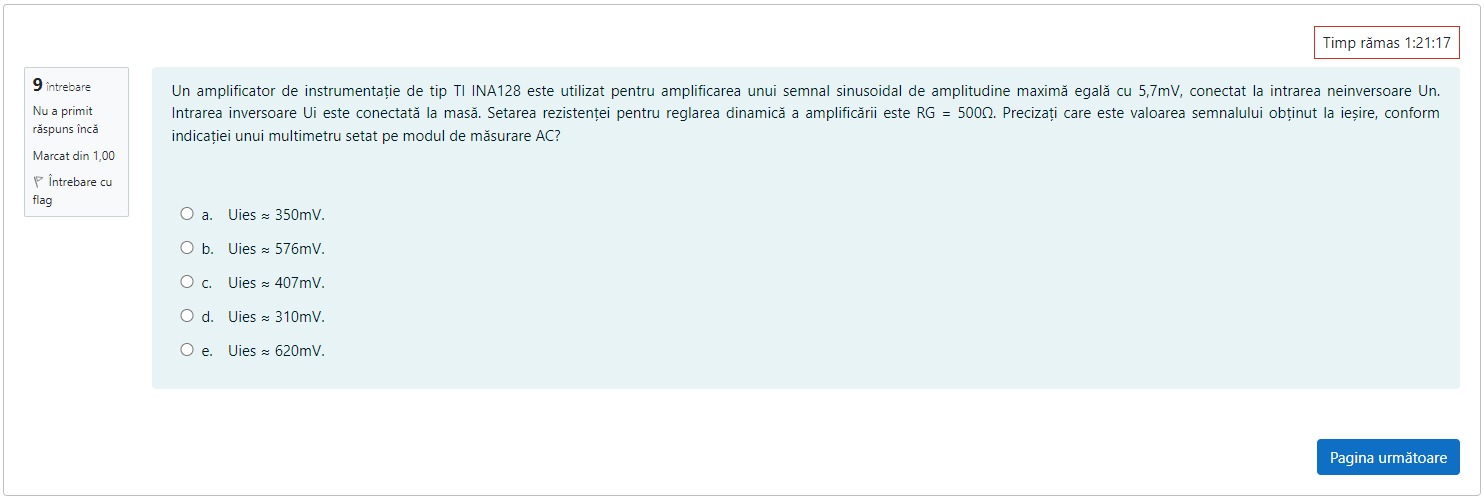 Timp rămas 1:21:17
9 întrebare
Nu a primit
răspuns încă
Marcat din 1,00
Întrebare cu
flag
Un amplificator de instrumentație de tip TI INA128 este utilizat pentru amplificarea unui semnal sinusoidal de amplitudine maximă egală cu 5,7mV, conectat la intrarea neinversoare Un.
Intrarea inversoare Ui este conectată la masă. Setarea rezistenței pentru reglarea dinamică a amplificării este RG = 500Ω. Precizați care este valoarea semnalului obținut la ieșire, conform
indicației unui multimetru setat pe modul de măsurare AC?
a. Uies ≈ 350mV.
b. Uies ≈ 576mV.
c. Uies ≈ 407mV.
d. Uies ≈ 310mV.
e. Uies ≈ 620mV.
Pagina următoare